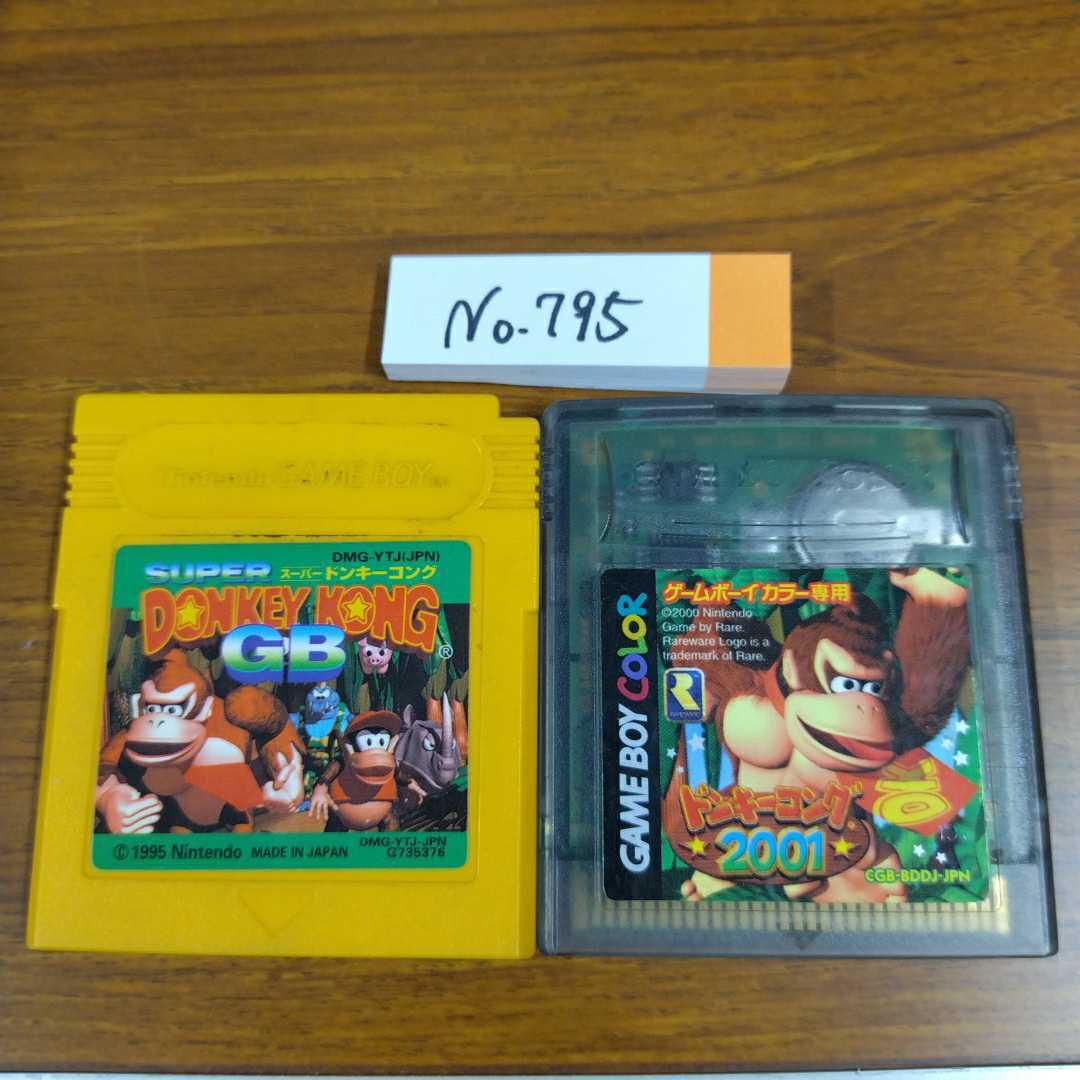 No.795
Nintendo GAME BOY TM
DMG-YTJ(JPN)
SUPER スーパードンキーコング
DONKEY KONG ®
GB
©1995 Nintendo MADE IN JAPAN
DMG-YTJ-JPN
G735376
GAME BOY COLOR
ゲームボーイカラー専用
©2000 Nintendo
Game by Rare.
Rareware Logo is a
trademark of Rare.
R
RAREWARE
ドンキーコング
2001
CGB-BDDJ-JPN